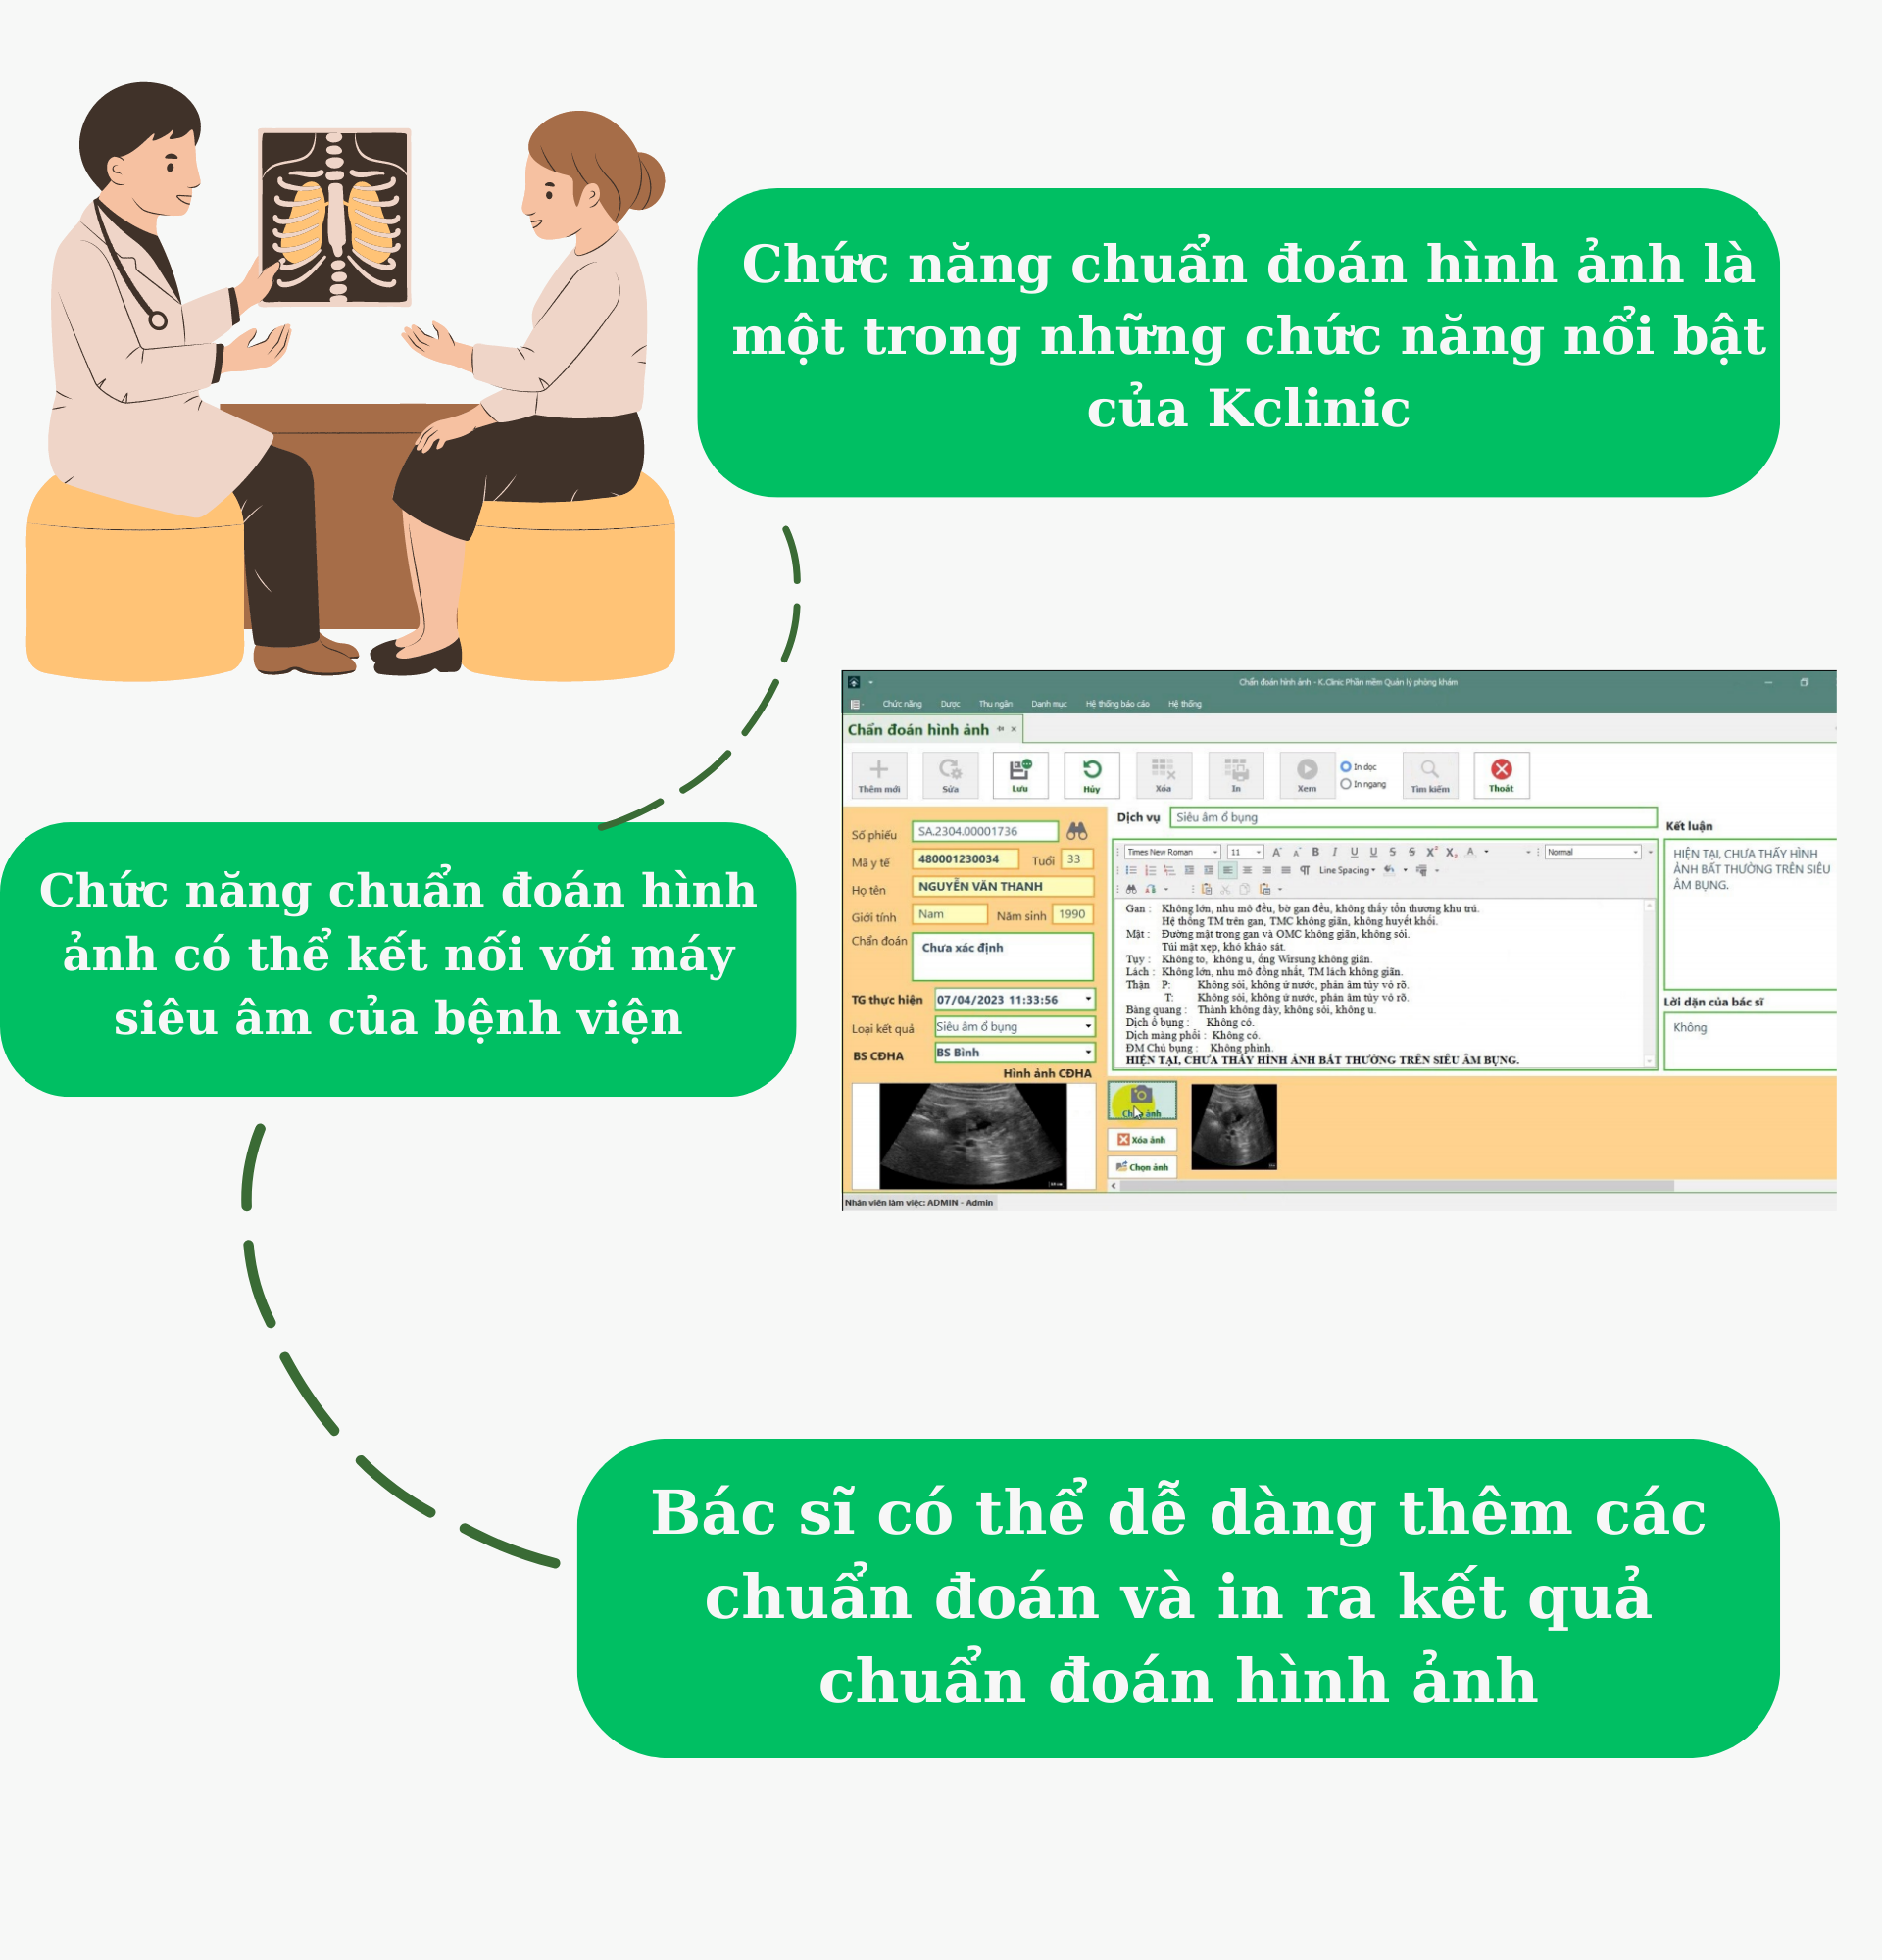 Chức năng chuẩn đoán hình ảnh là
một trong những chức năng nổi bật
của Kclinic
Chẩn đoán hình ảnh - K.Clinic Phần mềm Quản lý phòng khám
Chức năng Dược Thu ngân Danh mục Hệ thống báo cáo Hệ thống
Chẩn đoán hình ảnh
Thêm mới Sửa Lưu Hủy Xóa In Xem In dọc In ngang Tìm kiếm Thoát
Số phiếu SA.2304.00001736
Mã y tế 480001230034 Tuổi 33
Họ tên NGUYỄN VĂN THANH
Giới tính Nam Năm sinh 1990
Chẩn đoán Chưa xác định
TG thực hiện 07/04/2023 11:33:56
Loại kết quả Siêu âm ổ bụng
BS CĐHA BS Bình
Hình ảnh CĐHA
Dịch vụ Siêu âm ổ bụng
Times New Roman 11 A A B I U U S S X² X₂ A Normal
Line Spacing
Gan : Không lớn, nhu mô đều, bờ gan đều, không thấy tổn thương khu trú.
Hệ thống TM trên gan, TMC không giãn, không huyết khối.
Mật : Đường mật trong gan và OMC không giãn, không sỏi.
Túi mật xẹp, khó khảo sát.
Tụy : Không to, không u, ống Wirsung không giãn.
Lách : Không lớn, nhu mô đồng nhất, TM lách không giãn.
Thận P: Không sỏi, không ứ nước, phân âm tủy vỏ rõ.
T: Không sỏi, không ứ nước, phân âm tủy vỏ rõ.
Bàng quang : Thành không dày, không sỏi, không u.
Dịch ổ bụng : Không có.
Dịch màng phổi : Không có.
ĐM Chủ bụng : Không phình.
HIỆN TẠI, CHƯA THẤY HÌNH ẢNH BẤT THƯỜNG TRÊN SIÊU ÂM BỤNG.
Kết luận
HIỆN TẠI, CHƯA THẤY HÌNH
ẢNH BẤT THƯỜNG TRÊN SIÊU
ÂM BỤNG.
Lời dặn của bác sĩ
Không
ảnh
Xóa ảnh
Chọn ảnh
Nhân viên làm việc: ADMIN - Admin
Chức năng chuẩn đoán hình
ảnh có thể kết nối với máy
siêu âm của bệnh viện
Bác sĩ có thể dễ dàng thêm các
chuẩn đoán và in ra kết quả
chuẩn đoán hình ảnh